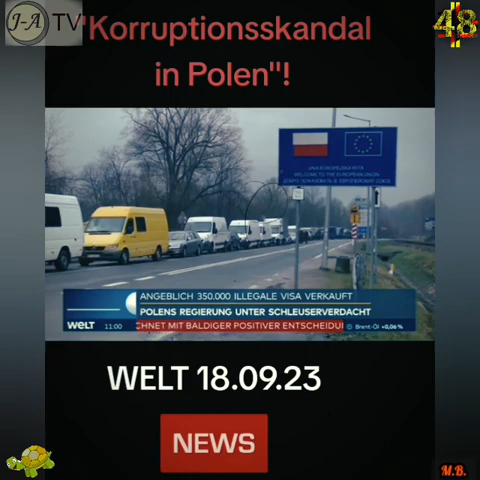 J-A TV
48
"Korruptionsskandal
in Polen"!
UNIA EUROPEJSKA WITA
WELCOME TO THE EUROPEAN UNION
ANGEBLICH 350.000 ILLEGALE VISA VERKAUFT
POLENS REGIERUNG UNTER SCHLEUSERVERDACHT
WELT 11:00 CHNET MIT BALDIGER POSITIVER ENTSCHEIDU Brent-Öl +0,06 %
WELT 18.09.23
NEWS
M.B.